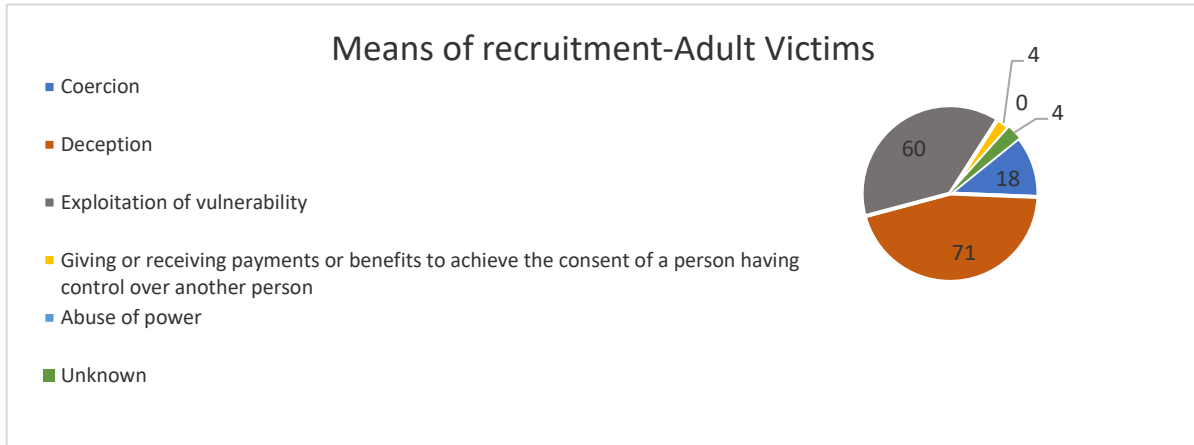 Means of recruitment-Adult Victims
Coercion
Deception
Exploitation of vulnerability
Giving or receiving payments or benefits to achieve the consent of a person having
control over another person
Abuse of power
Unknown
4
0
4
60
18
71